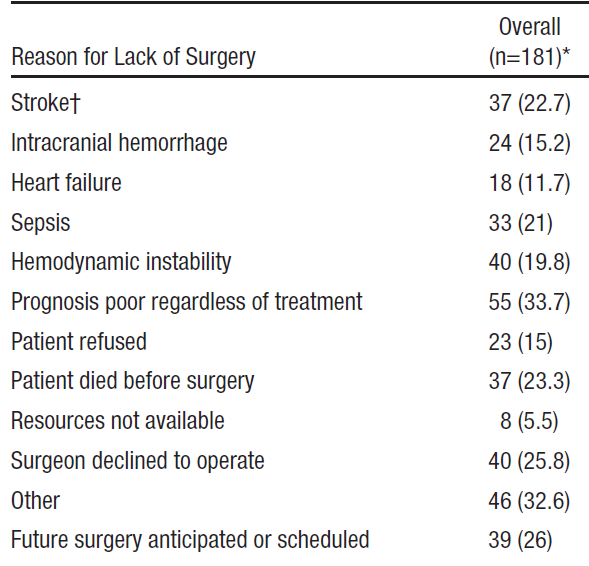 Overall
Reason for Lack of Surgery (n=181)*
Stroke† 37 (22.7)
Intracranial hemorrhage 24 (15.2)
Heart failure 18 (11.7)
Sepsis 33 (21)
Hemodynamic instability 40 (19.8)
Prognosis poor regardless of treatment 55 (33.7)
Patient refused 23 (15)
Patient died before surgery 37 (23.3)
Resources not available 8 (5.5)
Surgeon declined to operate 40 (25.8)
Other 46 (32.6)
Future surgery anticipated or scheduled 39 (26)